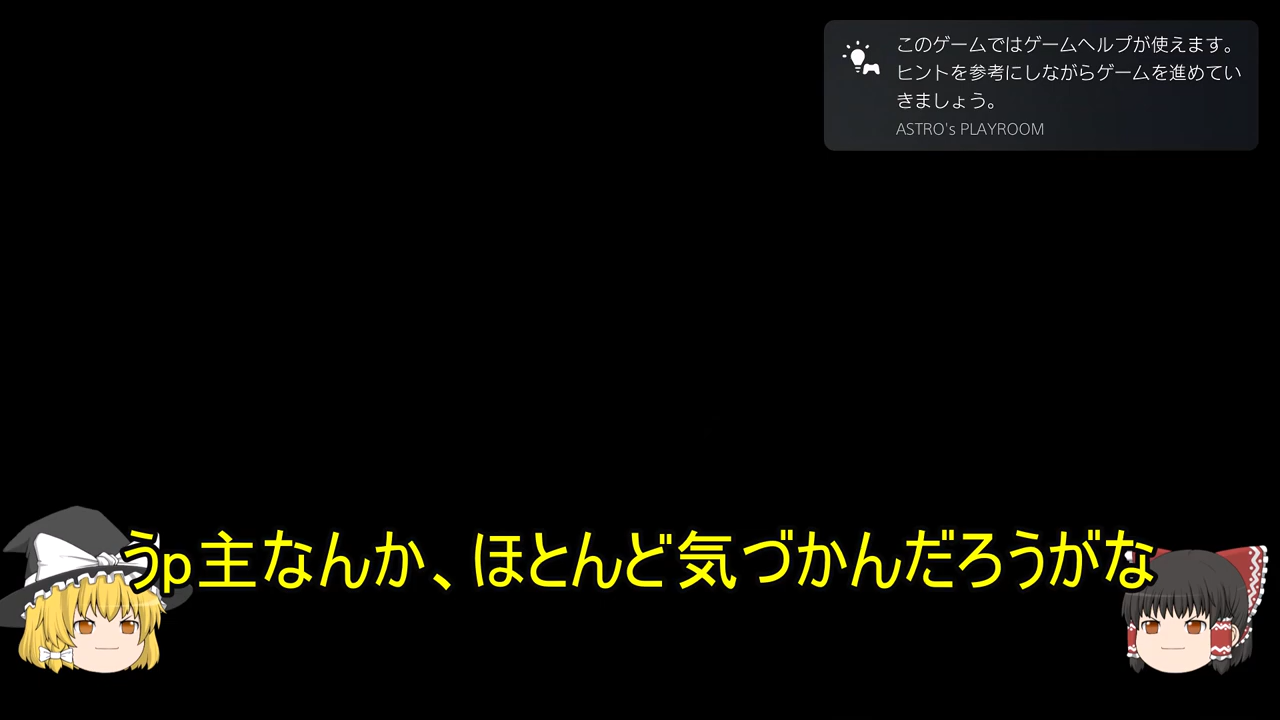 このゲームではゲームヘルプが使えます。
ヒントを参考にしながらゲームを進めてい
きましょう。
ASTRO's PLAYROOM
うp主なんか、ほとんど気づかんだろうがな